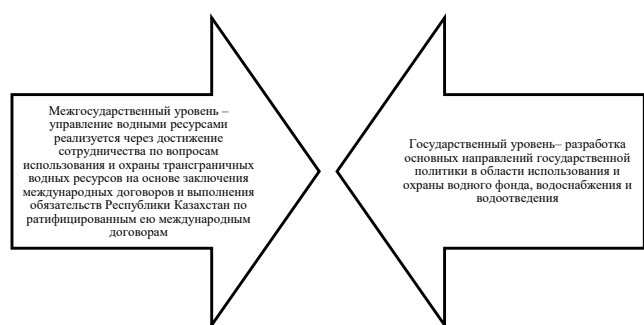 Межгосударственный уровень –
управление водными ресурсами
реализуется через достижение
сотрудничества по вопросам
использования и охраны трансграничных
водных ресурсов на основе заключения
международных договоров и выполнения
обязательств Республики Казахстан по
ратифицированным ею международным
договорам
Государственный уровень– разработка
основных направлений государственной
политики в области использования и
охраны водного фонда, водоснабжения и
водоотведения